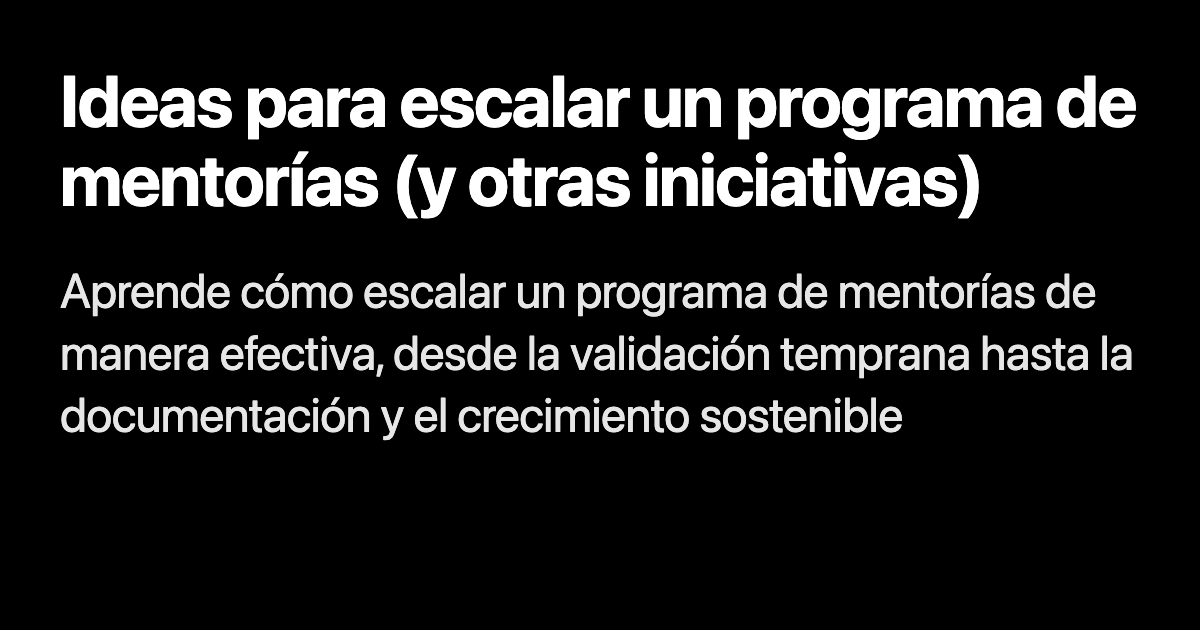 Ideas para escalar un programa de
mentorías (y otras iniciativas)
Aprende cómo escalar un programa de mentorías de
manera efectiva, desde la validación temprana hasta la
documentación y el crecimiento sostenible